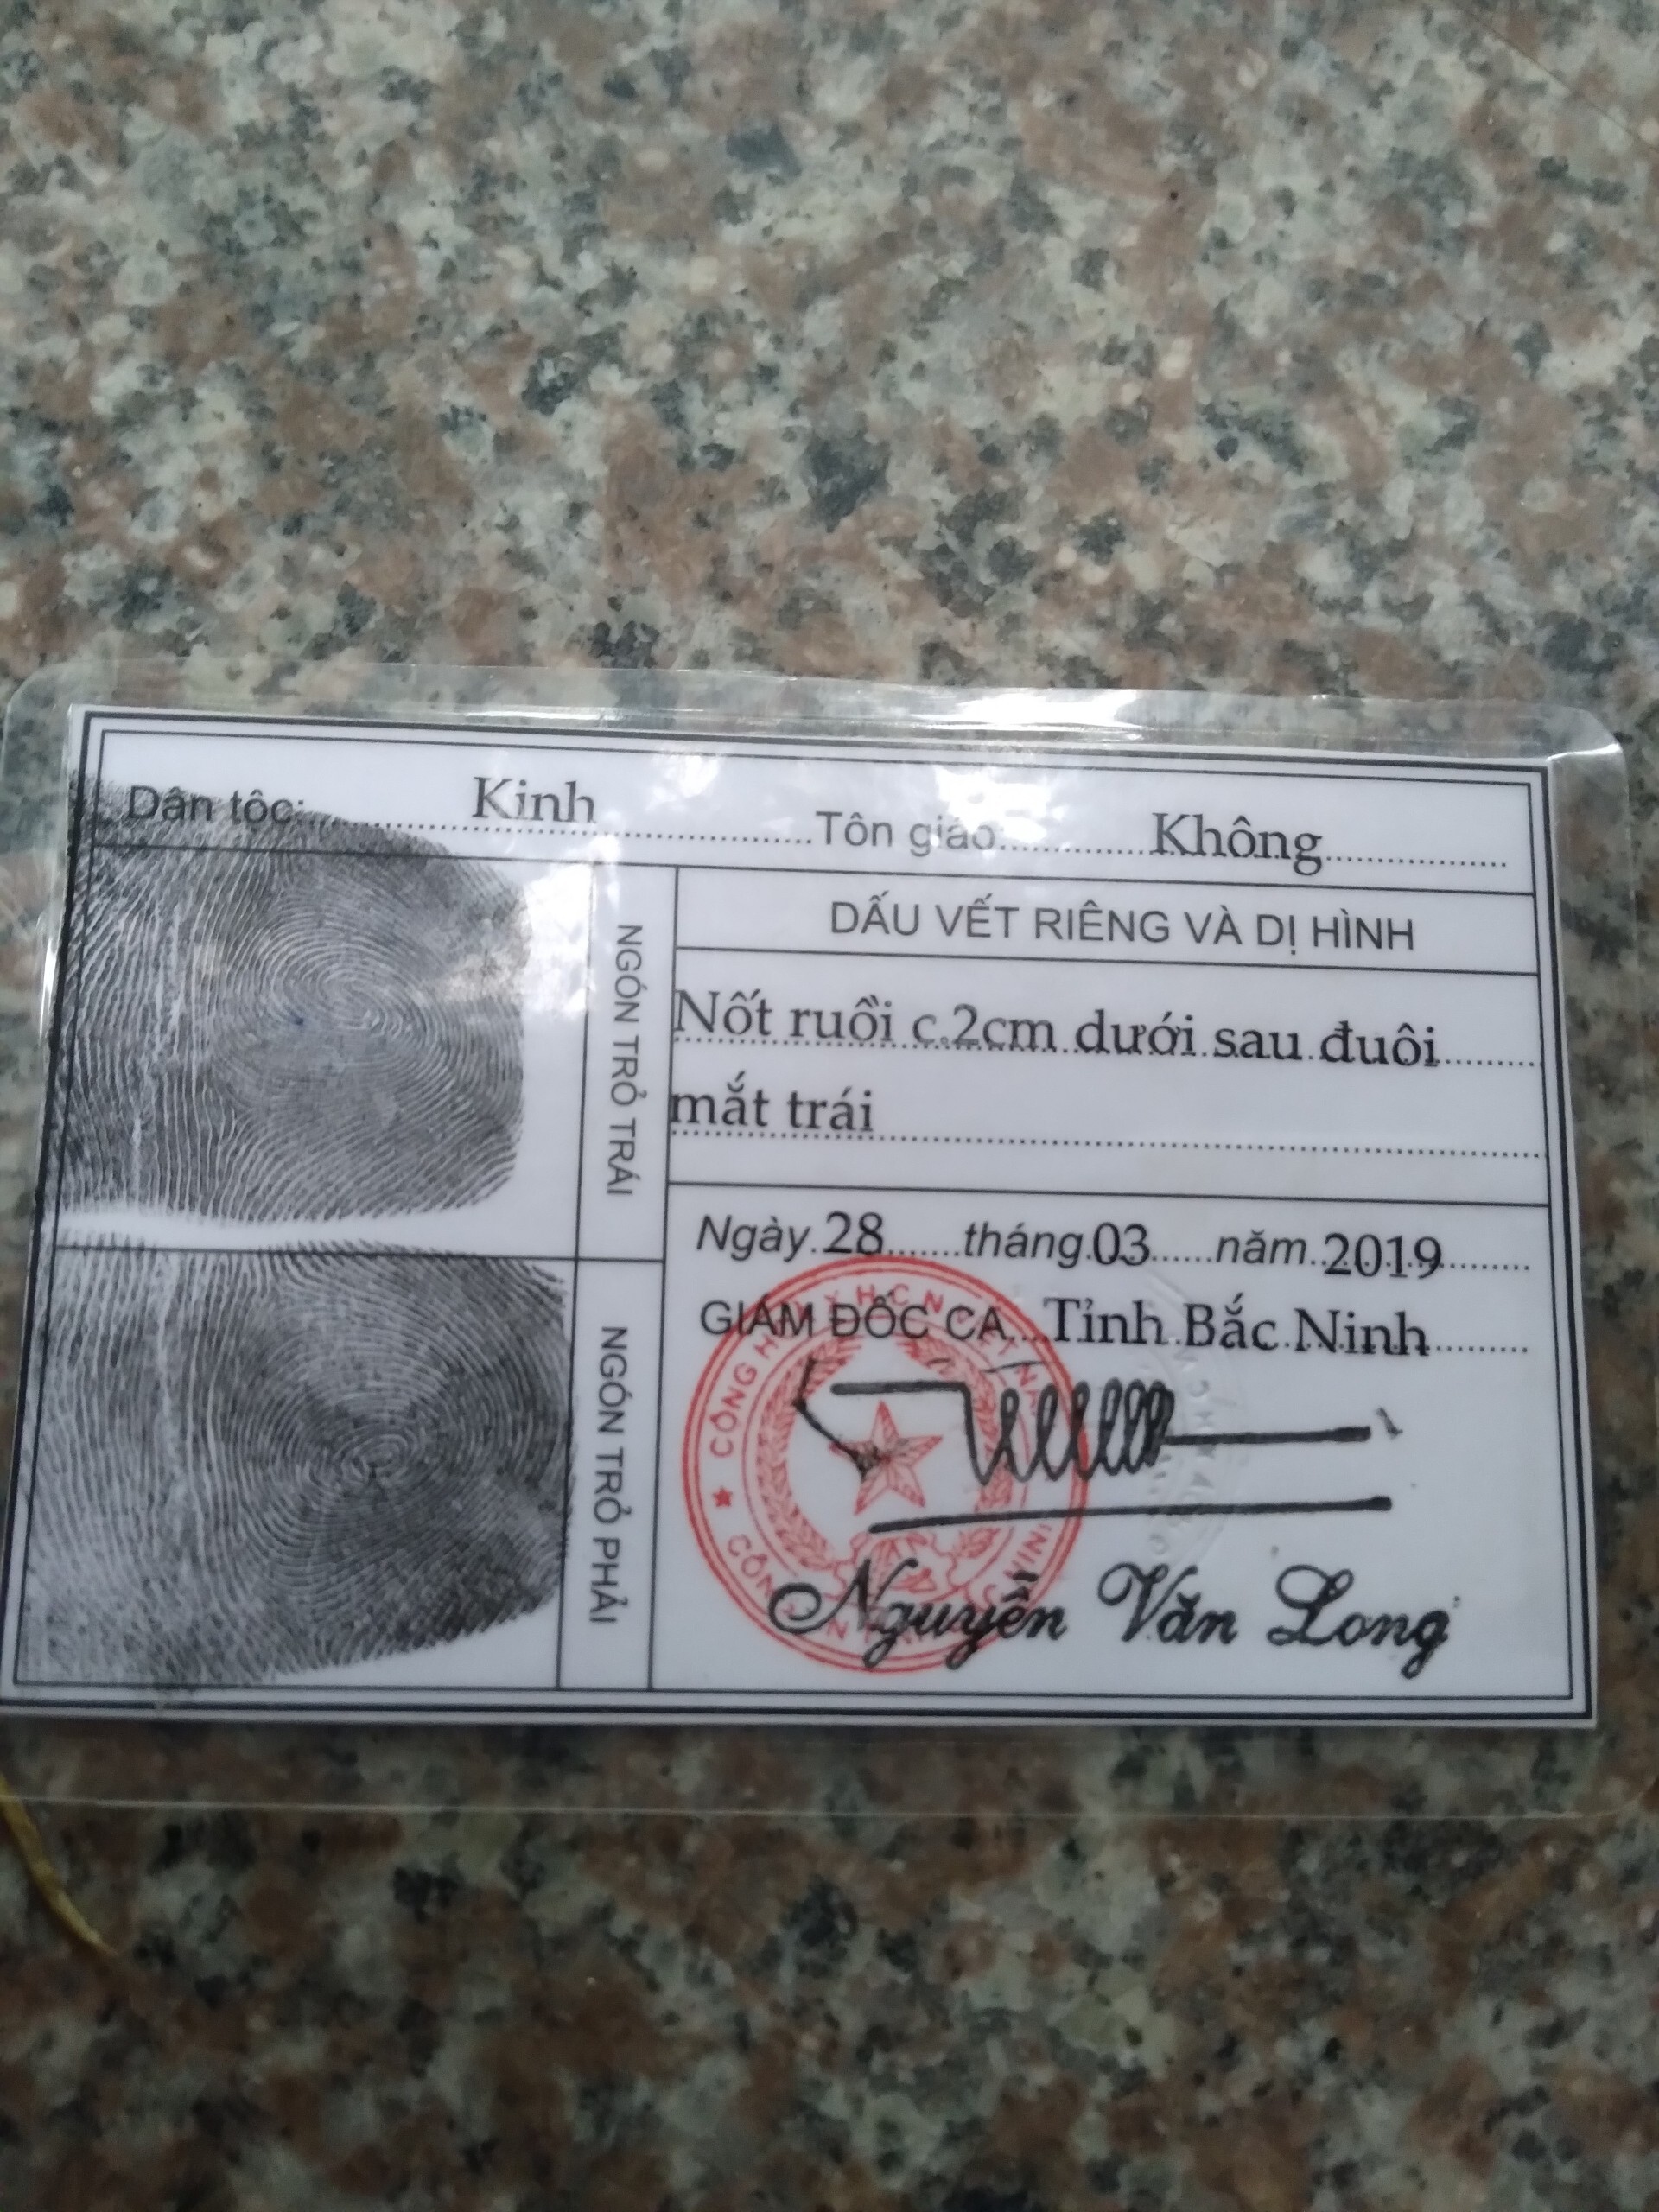 Dân tộc: Kinh Tôn giáo: Không
NGÓN TRỎ TRÁI
DẤU VẾT RIÊNG VÀ DỊ HÌNH
Nốt ruồi c.2cm dưới sau đuôi
mắt trái
NGÓN TRỎ PHẢI
Ngày 28 tháng 03 năm 2019
GIÁM ĐỐC CA Tỉnh Bắc Ninh
Nguyễn Văn Long